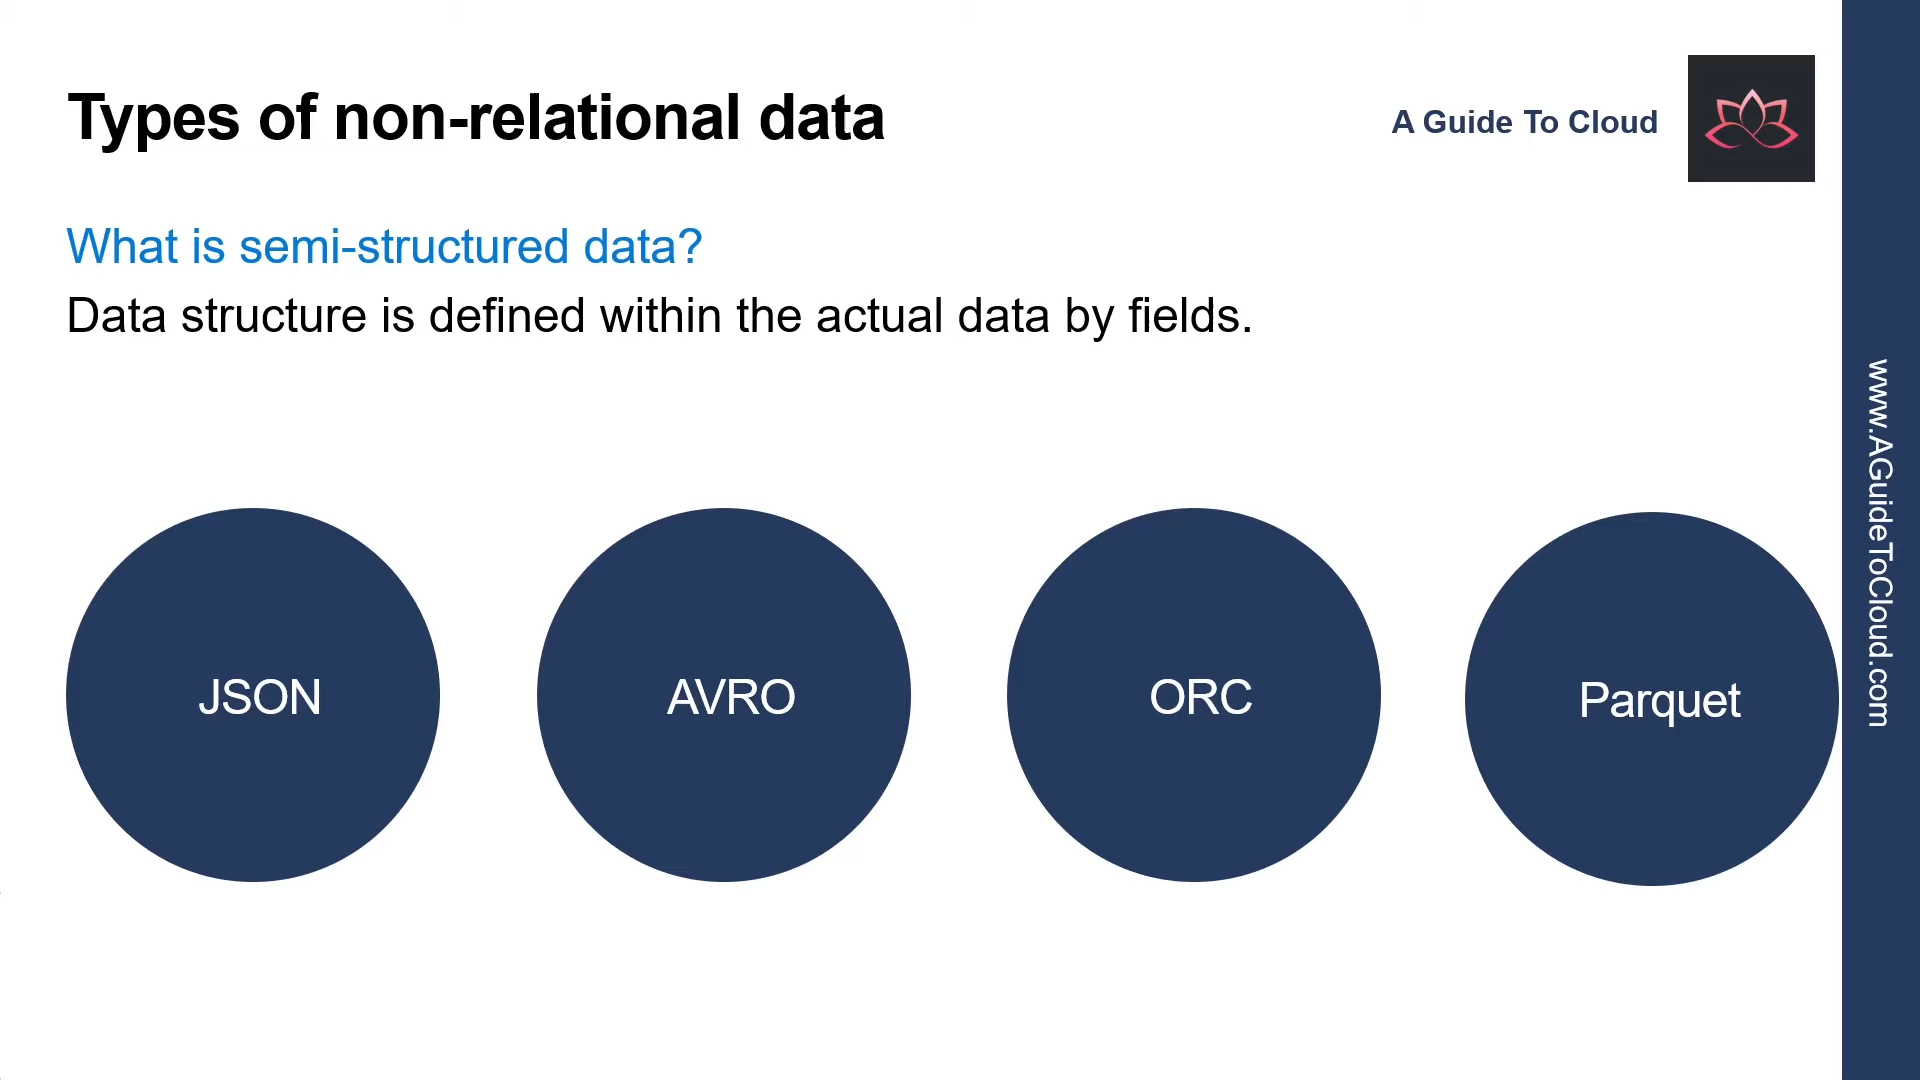 Types of non-relational data
A Guide To Cloud
What is semi-structured data?
Data structure is defined within the actual data by fields.
JSON
AVRO
ORC
Parquet
www.AGuideToCloud.com